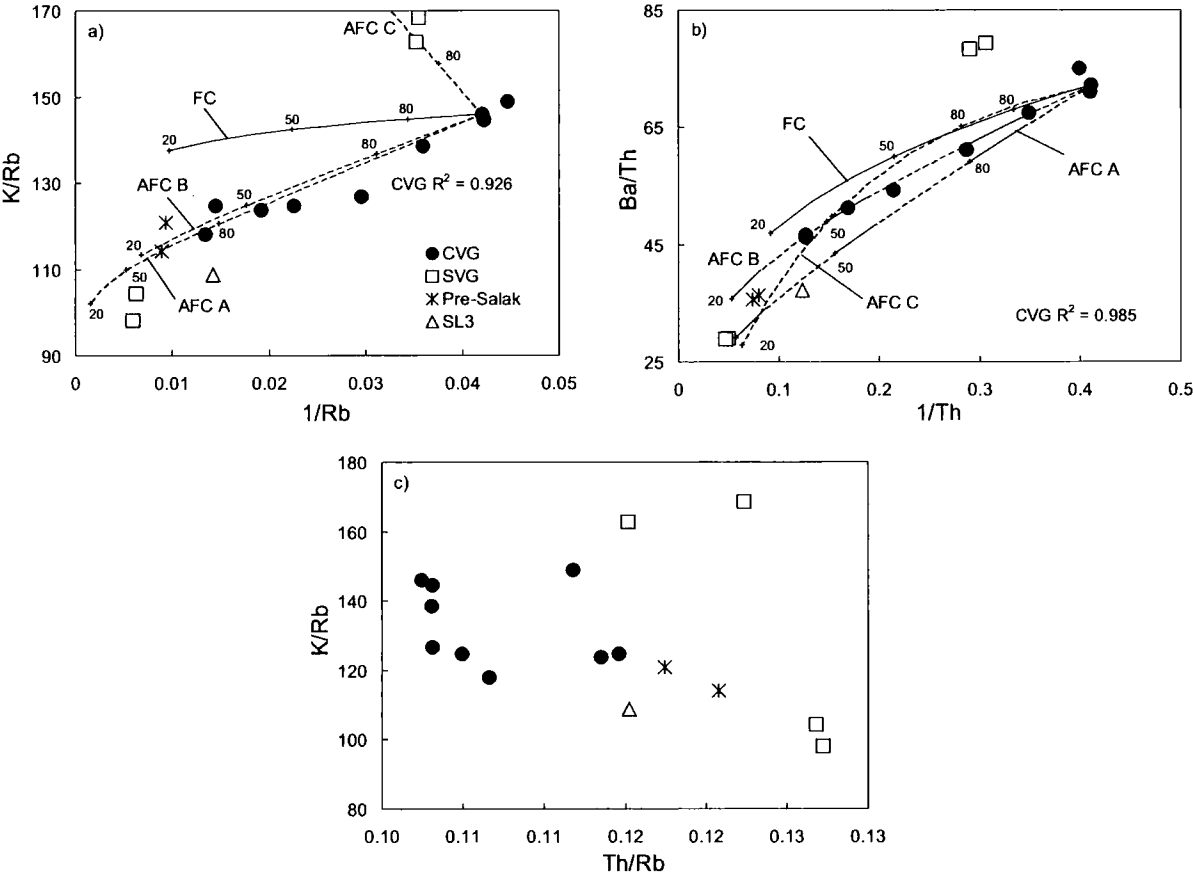 a)
170
150
130
110
90
K/Rb
0
0.01
0.02
0.03
0.04
0.05
1/Rb
AFC C
80
FC
20
50
80
80
AFC B
50
CVG R² = 0.926
20
80
50
AFC A
20
CVG
SVG
Pre-Salak
SL3
b)
85
65
45
25
Ba/Th
0
0.1
0.2
0.3
0.4
0.5
1/Th
FC
80
80
50
20
AFC A
80
50
AFC B
50
20
AFC C
20
CVG R² = 0.985
c)
180
160
140
120
100
80
K/Rb
0.10
0.11
0.11
0.12
0.12
0.13
0.13
Th/Rb